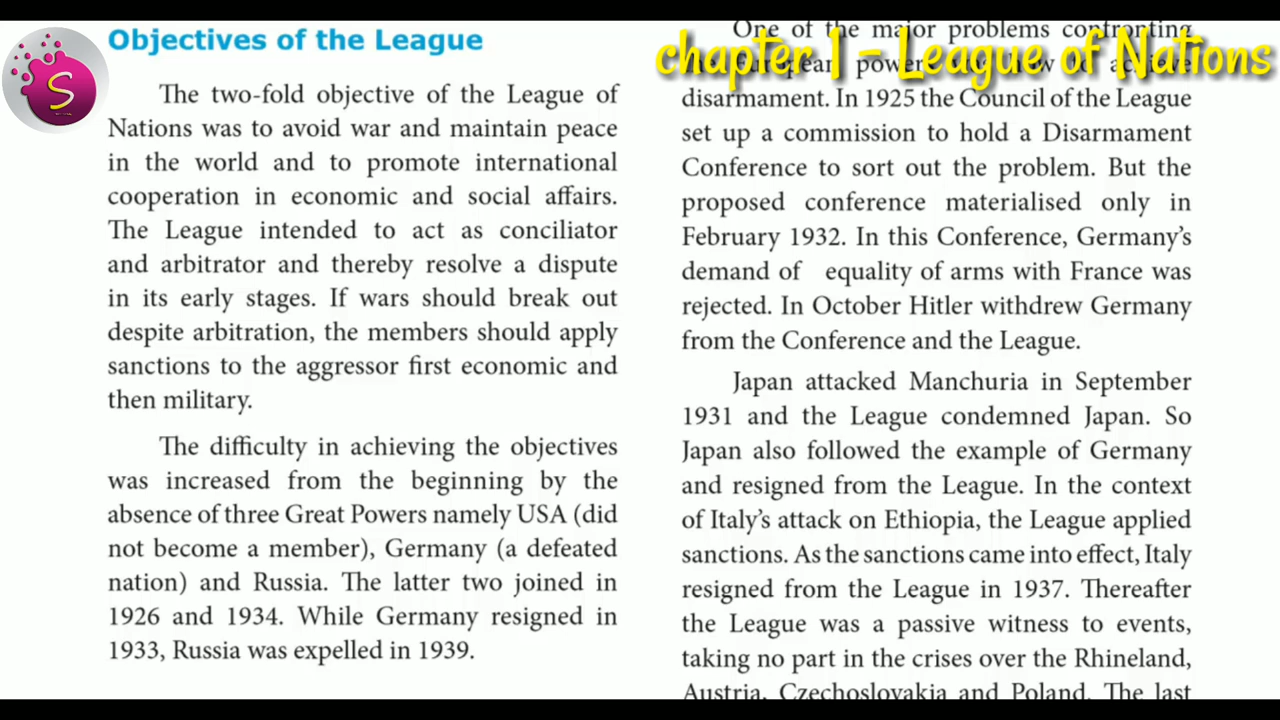 Objectives of the League
The two-fold objective of the League of
Nations was to avoid war and maintain peace
in the world and to promote international
cooperation in economic and social affairs.
The League intended to act as conciliator
and arbitrator and thereby resolve a dispute
in its early stages. If wars should break out
despite arbitration, the members should apply
sanctions to the aggressor first economic and
then military.
The difficulty in achieving the objectives
was increased from the beginning by the
absence of three Great Powers namely USA (did
not become a member), Germany (a defeated
nation) and Russia. The latter two joined in
1926 and 1934. While Germany resigned in
1933, Russia was expelled in 1939.
chapter 1 - League of Nations
One of the major problems confronting
disarmament. In 1925 the Council of the League
set up a commission to hold a Disarmament
Conference to sort out the problem. But the
proposed conference materialised only in
February 1932. In this Conference, Germany's
demand of equality of arms with France was
rejected. In October Hitler withdrew Germany
from the Conference and the League.
Japan attacked Manchuria in September
1931 and the League condemned Japan. So
Japan also followed the example of Germany
and resigned from the League. In the context
of Italy's attack on Ethiopia, the League applied
sanctions. As the sanctions came into effect, Italy
resigned from the League in 1937. Thereafter
the League was a passive witness to events,
taking no part in the crises over the Rhineland,
Austria, Czechoslovakia and Poland. The last
S